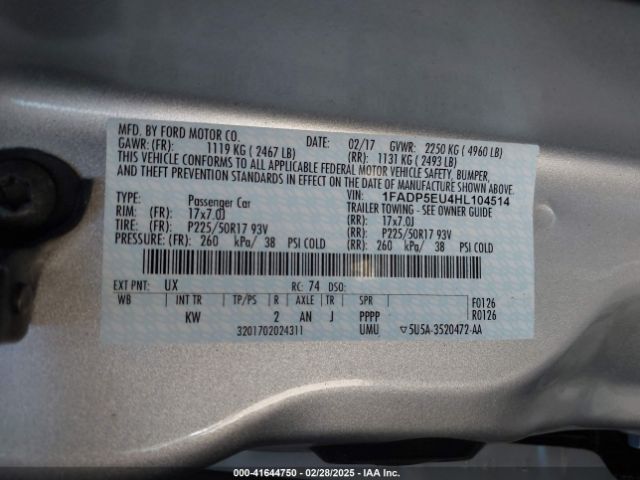 MFD. BY FORD MOTOR CO. DATE: 02/17 GVWR: 2250 KG ( 4960 LB)
GAWR: (FR): 1119 KG ( 2467 LB) (RR): 1131 KG ( 2493 LB)
THIS VEHICLE CONFORMS TO ALL APPLICABLE FEDERAL MOTOR VEHICLE SAFETY, BUMPER,
AND THEFT PREVENTION STANDARDS IN EFFECT ON THE DATE OF MANUFACTURE SHOWN ABOVE.
VIN: 1FADP5EU4HL104514
TYPE: Passenger Car TRAILER TOWING - SEE OWNER GUIDE
RIM: (FR): 17x7.0J (RR): 17x7.0J
TIRE: (FR): P225/50R17 93V (RR): P225/50R17 93V
PRESSURE: (FR): 260 kPa/ 38 PSI COLD (RR): 260 kPa/ 38 PSI COLD
EXT PNT: UX RC: 74 DSO:
WB INT TR TP/PS R AXLE TR SPR F0126
KW 2 AN J PPPP R0126
3201702024311 UMU ▽5U5A-3520472-AA
000-41644750 | 02/28/2025 - IAA Inc.